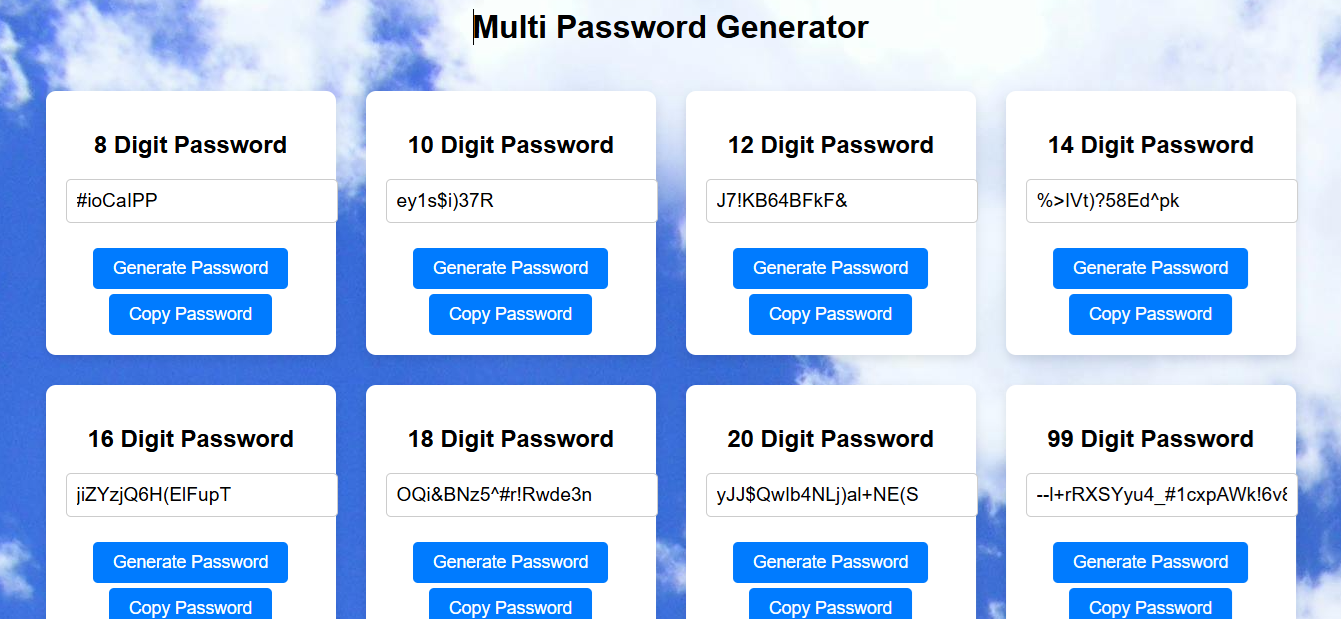 Multi Password Generator
8 Digit Password
#ioCaIPP
Generate Password
Copy Password
10 Digit Password
ey1s$i)37R
Generate Password
Copy Password
12 Digit Password
J7!KB64BFkF&
Generate Password
Copy Password
14 Digit Password
%>IVt)?58Ed^pk
Generate Password
Copy Password
16 Digit Password
jiZYzjQ6H(ElFupT
Generate Password
Copy Password
18 Digit Password
OQi&BNz5^#r!Rwde3n
Generate Password
Copy Password
20 Digit Password
yJJ$Qwlb4NLj)al+NE(S
Generate Password
Copy Password
99 Digit Password
--l+rRXSYyu4_#1cxpAWk!6v8
Generate Password
Copy Password